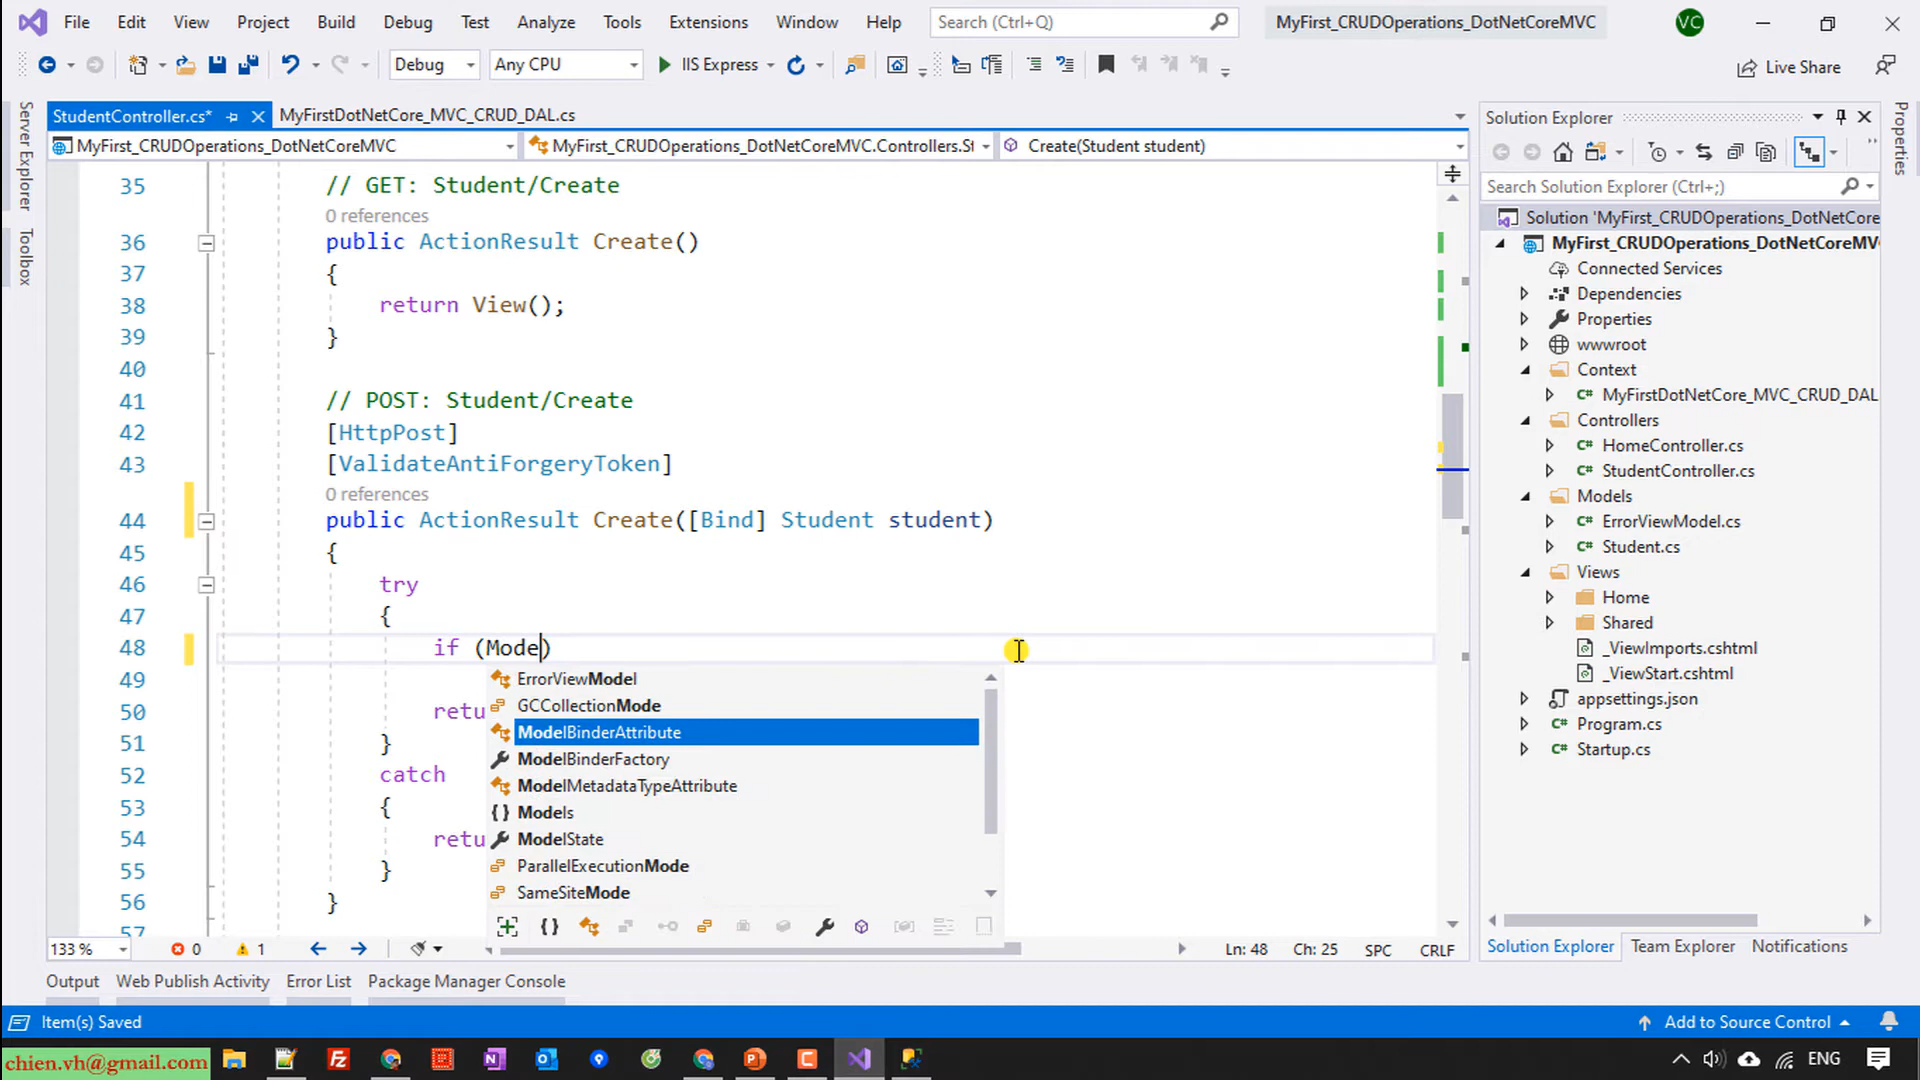 File Edit View Project Build Debug Test Analyze Tools Extensions Window Help Search (Ctrl+Q) MyFirst_CRUDOperations_DotNetCoreMVC VC
Debug Any CPU IIS Express Live Share
Server Explorer
Toolbox
StudentController.cs* MyFirstDotNetCore_MVC_CRUD_DAL.cs
MyFirst_CRUDOperations_DotNetCoreMVC MyFirst_CRUDOperations_DotNetCoreMVC.Controllers.St Create(Student student)
35 // GET: Student/Create
0 references
36 public ActionResult Create()
37 {
38 return View();
39 }
40
41 // POST: Student/Create
42 [HttpPost]
43 [ValidateAntiForgeryToken]
0 references
44 public ActionResult Create([Bind] Student student)
45 {
46 try
47 {
48 if (Mode)
49
50 retu
51 }
52 catch
53 {
54 retu
55 }
56 }
57
ErrorViewModel
GCCollectionMode
ModelBinderAttribute
ModelBinderFactory
ModelMetadataTypeAttribute
{} Models
ModelState
ParallelExecutionMode
SameSiteMode
133 % 0 1 Ln: 48 Ch: 25 SPC CRLF
Solution Explorer
Search Solution Explorer (Ctrl+;)
Solution 'MyFirst_CRUDOperations_DotNetCore
MyFirst_CRUDOperations_DotNetCoreMV
Connected Services
Dependencies
Properties
wwwroot
Context
C# MyFirstDotNetCore_MVC_CRUD_DAL
Controllers
C# HomeController.cs
C# StudentController.cs
Models
C# ErrorViewModel.cs
C# Student.cs
Views
Home
Shared
_ViewImports.cshtml
_ViewStart.cshtml
appsettings.json
C# Program.cs
C# Startup.cs
Solution Explorer Team Explorer Notifications
Properties
Output Web Publish Activity Error List Package Manager Console
Item(s) Saved Add to Source Control
chien.vh@gmail.com ENG